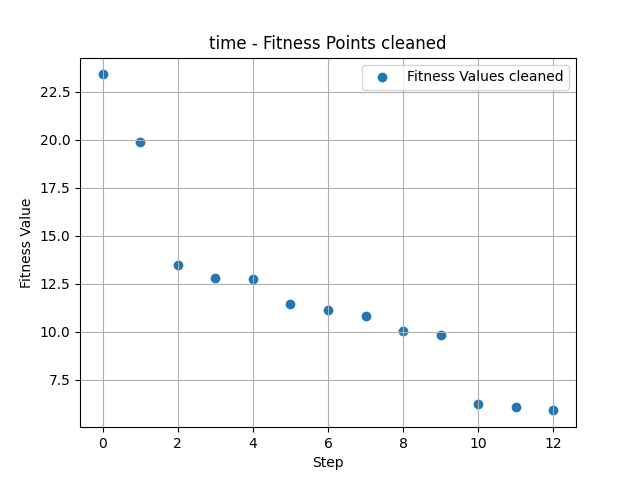 time - Fitness Points cleaned
Fitness Values cleaned
22.5
20.0
17.5
15.0
12.5
10.0
7.5
Fitness Value
0 2 4 6 8 10 12
Step